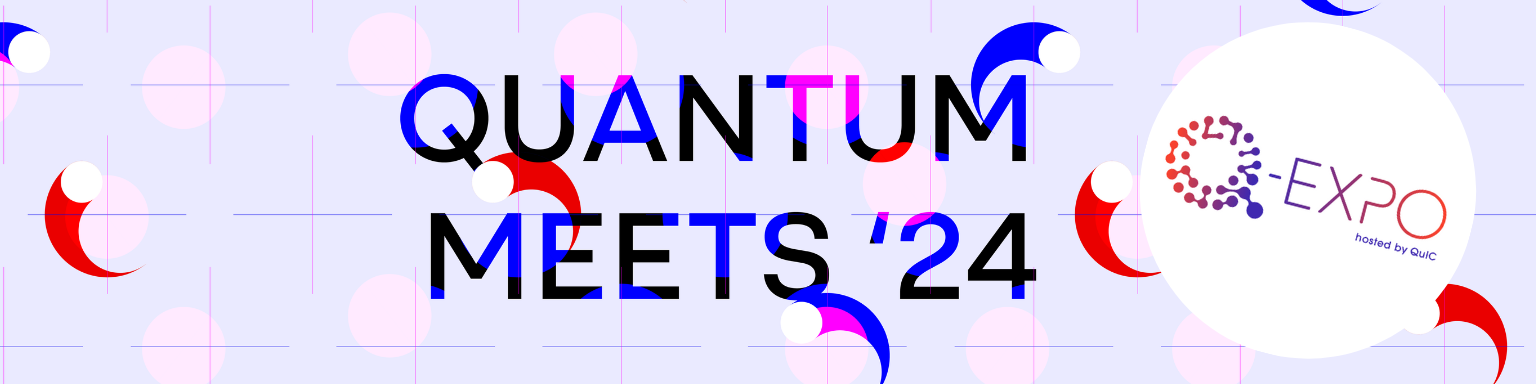 QUANTUM
MEETS '24
Q-EXPO
hosted by QuIC